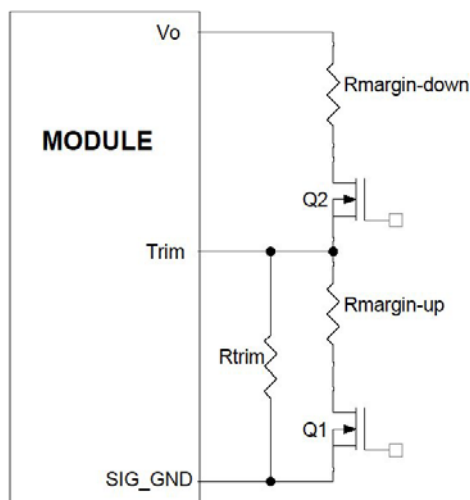 Vo
Rmargin-down
MODULE
Q2
Trim
Rmargin-up
Rtrim
Q1
SIG_GND